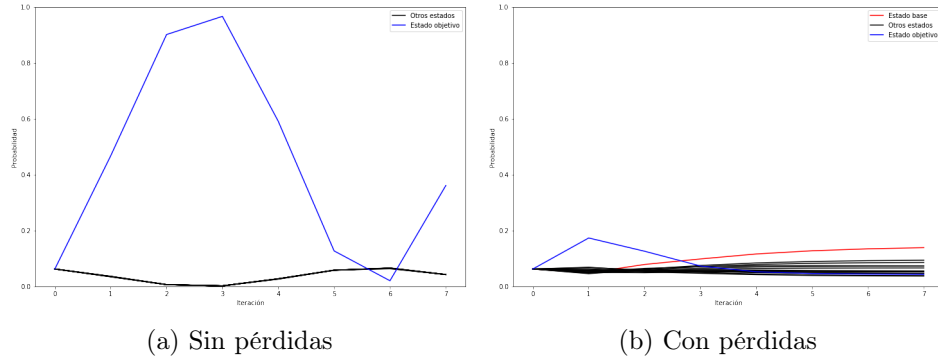 1.0
0.8
0.6
0.4
0.2
0.0
Probabilidad
0 1 2 3 4 5 6 7
Iteración
Otros estados
Estado objetivo
(a) Sin pérdidas
1.0
0.8
0.6
0.4
0.2
0.0
Probabilidad
0 1 2 3 4 5 6 7
Iteración
Estado base
Otros estados
Estado objetivo
(b) Con pérdidas